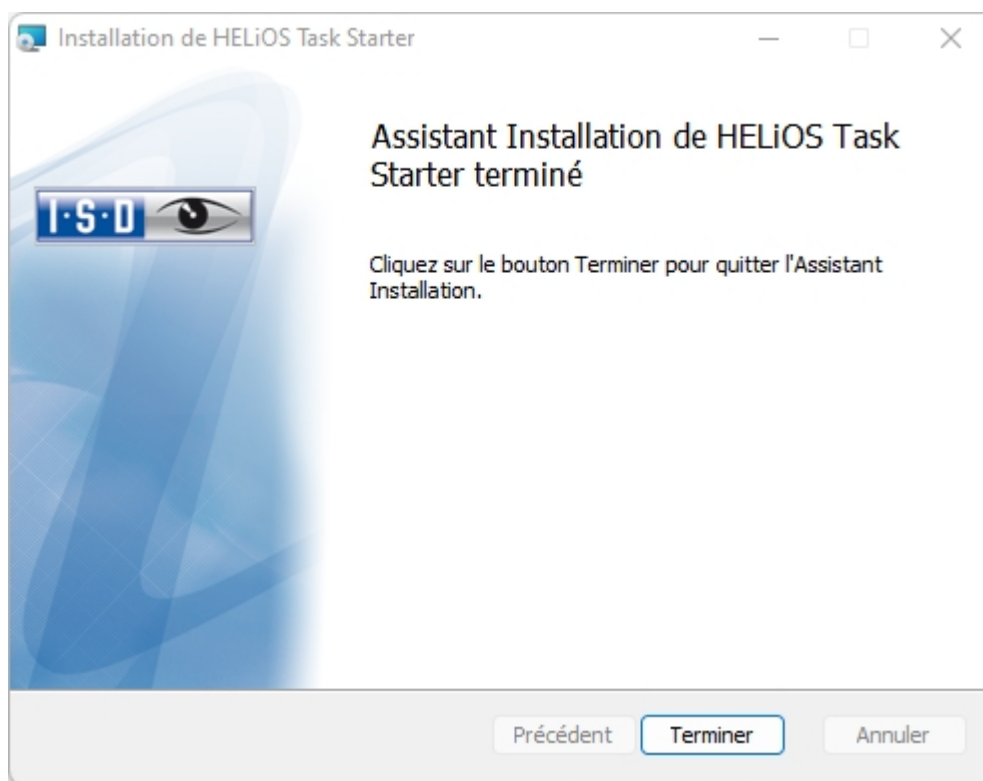 Installation de HELiOS Task Starter
Assistant Installation de HELiOS Task
Starter terminé
I·S·D
Cliquez sur le bouton Terminer pour quitter l'Assistant
Installation.
Précédent
Terminer
Annuler